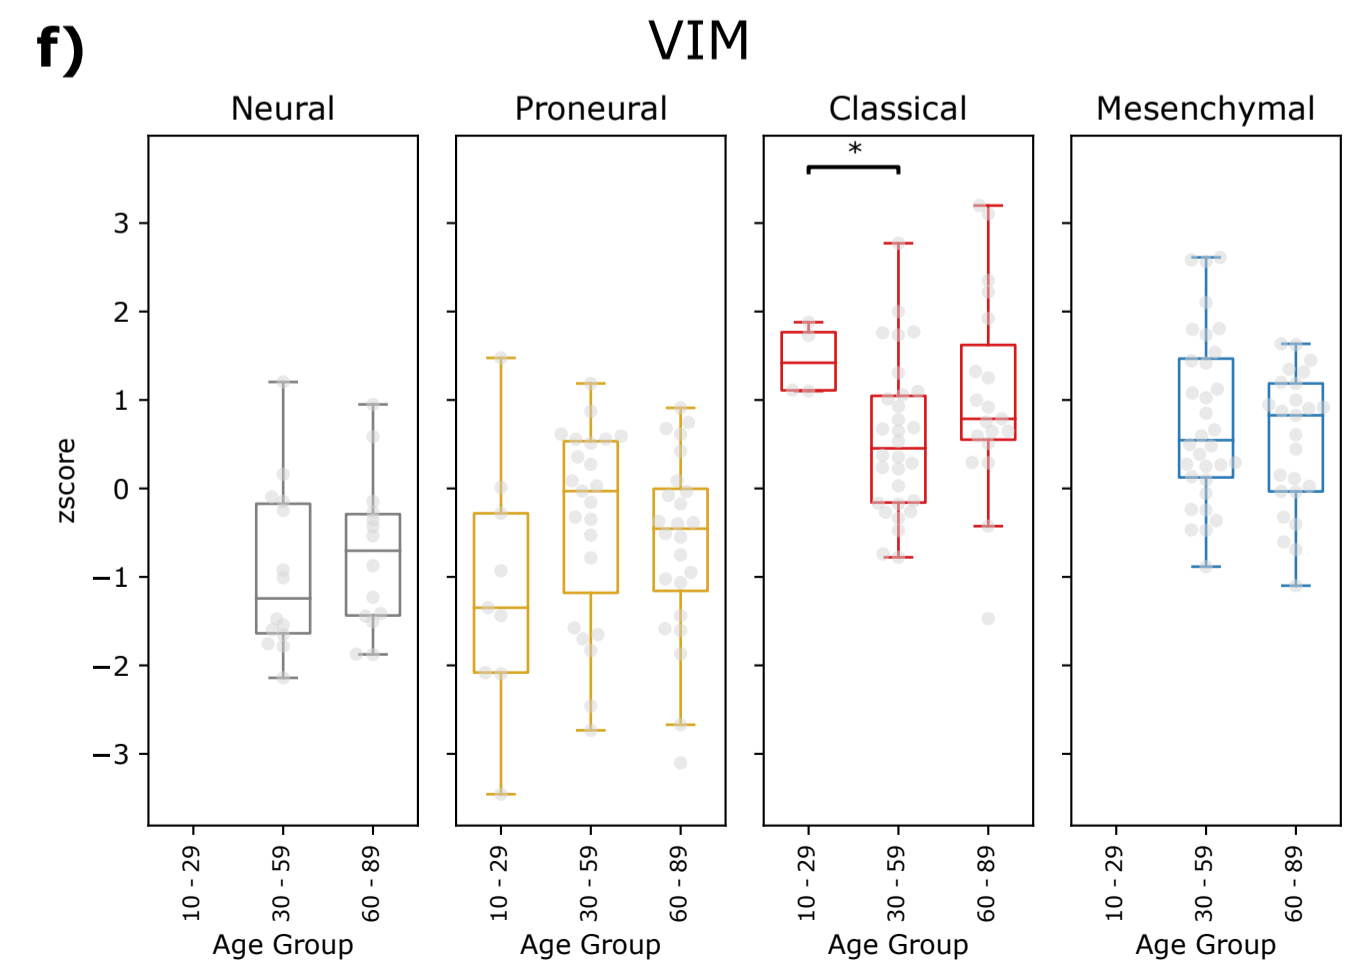 f)
VIM
Neural Proneural Classical Mesenchymal
*
3
2
1
0
−1
−2
−3
zscore
10 - 29 30 - 59 60 - 89 10 - 29 30 - 59 60 - 89 10 - 29 30 - 59 60 - 89 10 - 29 30 - 59 60 - 89
Age Group Age Group Age Group Age Group